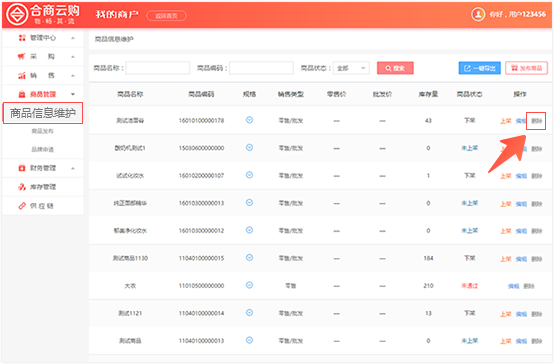 合商云购
物·畅·其·流
我的商户
返回首页
你好，用户123456
管理中心
采 购
销 售
商品管理
商品信息维护
商品发布
品牌申请
财务管理
库存管理
供 应 链
商品信息维护
商品名称：
商品编码：
商品状态：
全部
搜索
一键导出
发布商品
商品名称 商品编码 规格 销售类型 零售价 批发价 库存量 商品状态 操作
测试洁面谷 16010100000178 零售/批发 — — 43 下架 上架 编辑 删除
酸奶机测试1 15030600000000 零售/批发 — — 0 未上架 上架 编辑 删除
试试化妆水 16010200000107 零售/批发 — — 1 下架 上架 编辑 删除
纯正面部精华 16010300000013 零售/批发 — — 0 未上架 上架 编辑 删除
郁美净化妆水 16010300000012 零售/批发 — — 0 未上架 上架 编辑 删除
测试商品1130 11040100000015 零售/批发 — — 184 下架 上架 编辑 删除
大衣 11010500000000 零售 — — 210 未通过 编辑 删除
测试1121 11040100000014 零售/批发 — — 13 下架 上架 编辑 删除
测试商品 11040100000013 零售/批发 — — 0 未上架 上架 编辑 删除